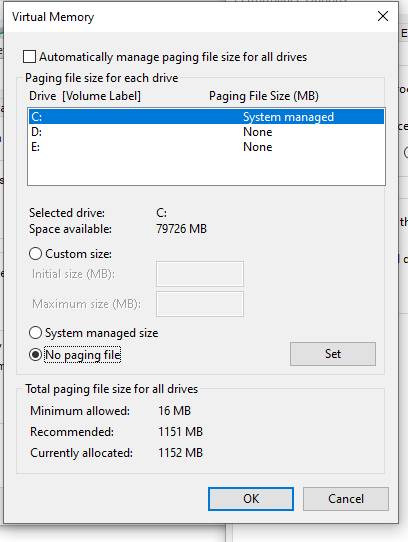 Virtual Memory
Automatically manage paging file size for all drives
Paging file size for each drive
Drive [Volume Label] Paging File Size (MB)
C: System managed
D: None
E: None
Selected drive: C:
Space available: 79726 MB
Custom size:
Initial size (MB):
Maximum size (MB):
System managed size
No paging file
Set
Total paging file size for all drives
Minimum allowed: 16 MB
Recommended: 1151 MB
Currently allocated: 1152 MB
OK Cancel